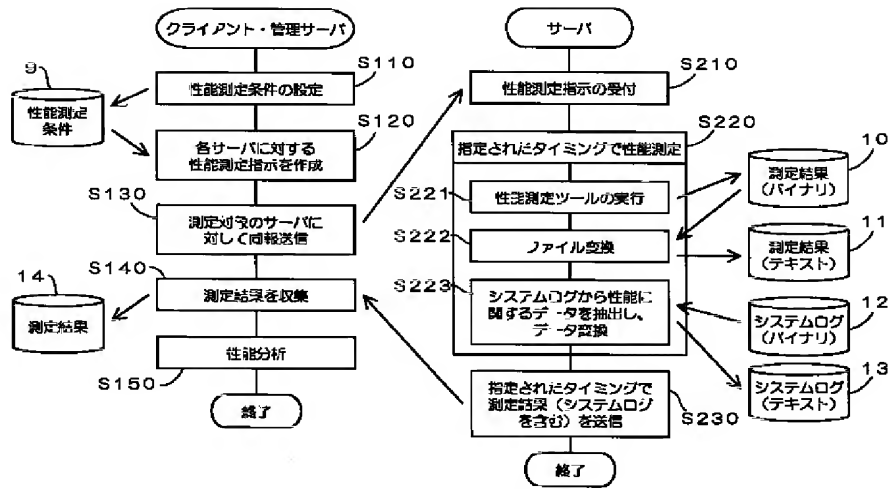 クライアント・管理サーバ
9
性能測定
条件
S110
性能測定条件の設定
S120
各サーバに対する
性能測定指示を作成
S130
測定対象のサーバに
対して同報送信
S140
測定結果を収集
14
測定結果
性能分析
S150
終了
サーバ
S210
性能測定指示の受付
S220
指定されたタイミングで性能測定
S221
性能測定ツールの実行
S222
ファイル変換
S223
システムログから性能に
関するデータを抽出し、
データ変換
指定されたタイミングで
測定結果（システムログ
を含む）を送信
S230
終了
10
測定結果
（バイナリ）
11
測定結果
（テキスト）
12
システムログ
（バイナリ）
13
システムログ
（テキスト）